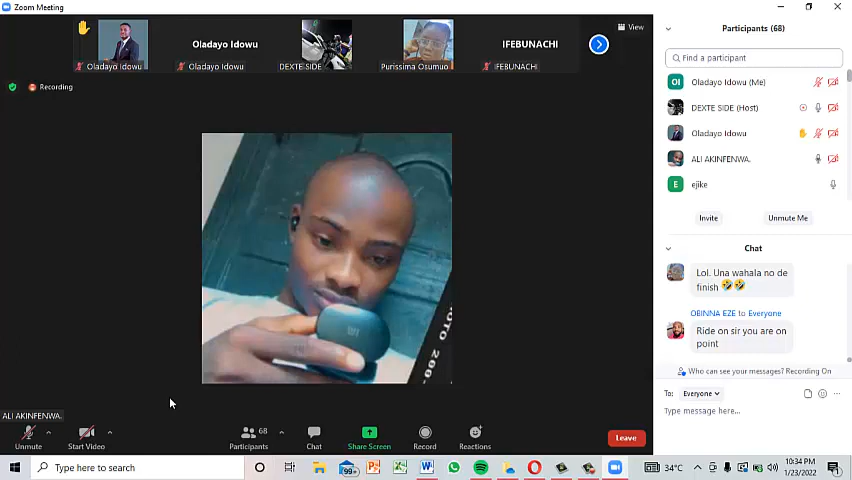 Zoom Meeting
View
Oladayo Idowu
Oladayo Idowu
Oladayo Idowu
DEXTE SIDE
Purissima Osumuo
IFEBUNACHI
IFEBUNACHI
Recording
ALI AKINFENWA.
Unmute
Start Video
68
Participants
Chat
Share Screen
Record
Reactions
Leave
Participants (68)
Find a participant
OI Oladayo Idowu (Me)
DEXTE SIDE (Host)
Oladayo Idowu
ALI AKINFENWA.
E ejike
Invite
Unmute Me
Chat
Lol. Una wahala no de
finish
OBINNA EZE to Everyone
Ride on sir you are on
point
Who can see your messages? Recording On
To: Everyone
Type message here...
Type here to search
99+
34°C
10:34 PM
1/23/2022